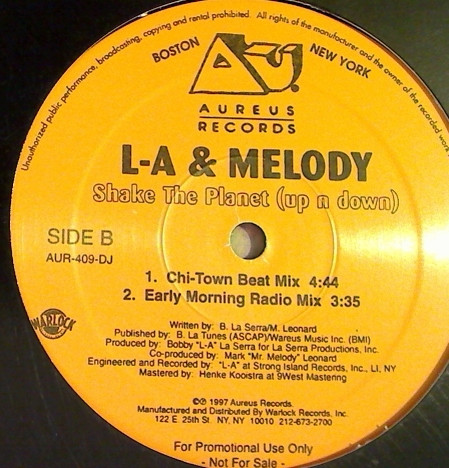 Unauthorized public performance, broadcasting, copying and rental prohibited. All rights of the manufacturer and the owner of the recorded work
BOSTON
NEW YORK
AUREUS
RECORDS
L-A & MELODY
Shake The Planet (up n down)
SIDE B
AUR-409-DJ
1. Chi-Town Beat Mix 4:44
2. Early Morning Radio Mix 3:35
WARLOCK
Written by: B. La Serra/M. Leonard
Published by: B. La Tunes (ASCAP)/Wareus Music Inc. (BMI)
Produced by: Bobby "L-A" La Serra for La Serra Productions, Inc.
Co-produced by: Mark "Mr. Melody" Leonard
Engineered and Recorded by: "L-A" at Strong Island Records, Inc., LI, NY
Mastered by: Henke Kooistra at 9West Mastering
©℗ 1997 Aureus Records.
Manufactured and Distributed By Warlock Records, Inc.
122 E. 25th St. NY, NY 10010 212-673-2700
For Promotional Use Only
- Not For Sale -